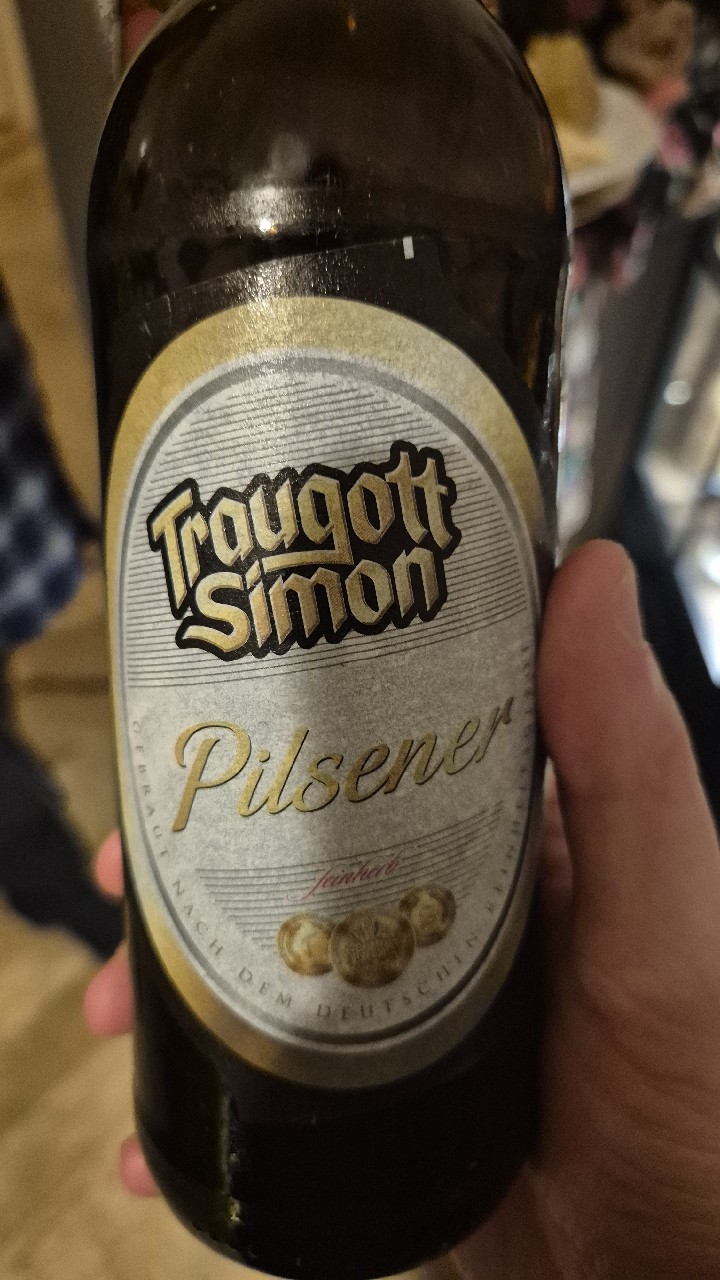 Traugott
Simon
Pilsener
feinherb
GEBRAUT NACH DEM DEUTSCHEN